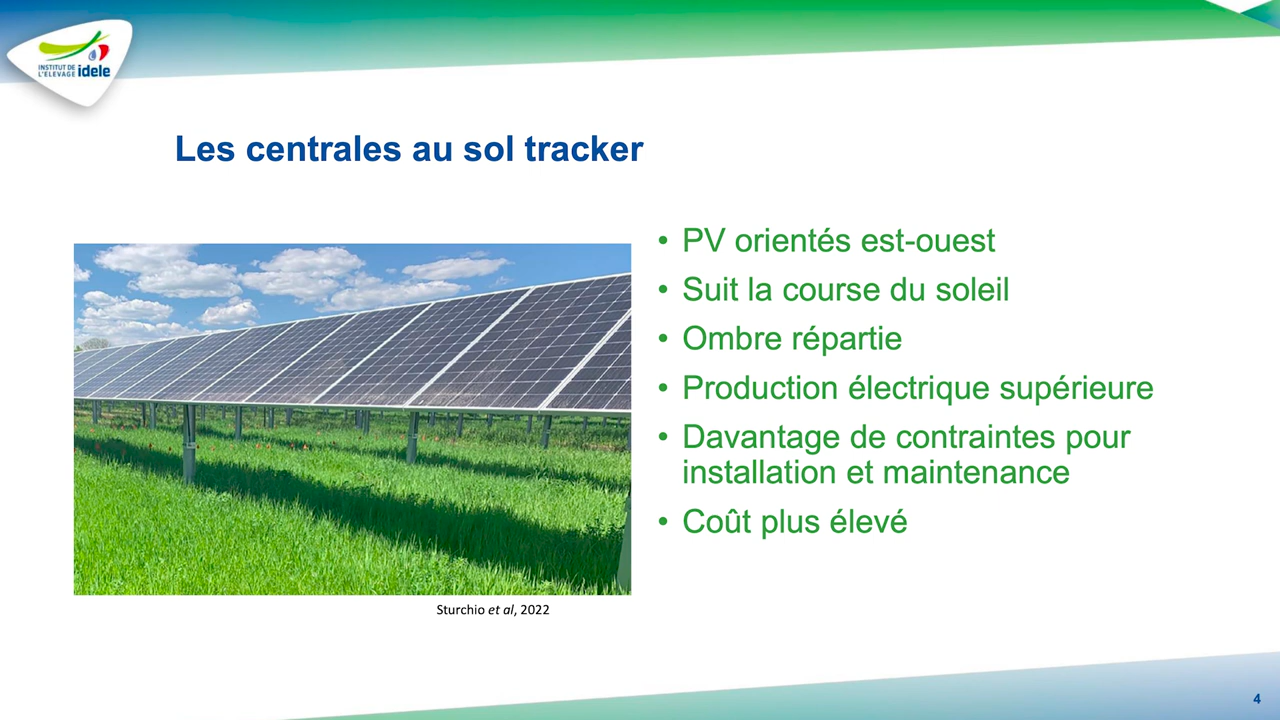 INSTITUT DE
L'ELEVAGE idele
Les centrales au sol tracker
• PV orientés est-ouest
• Suit la course du soleil
• Ombre répartie
• Production électrique supérieure
• Davantage de contraintes pour
installation et maintenance
• Coût plus élevé
Sturchio et al, 2022
4